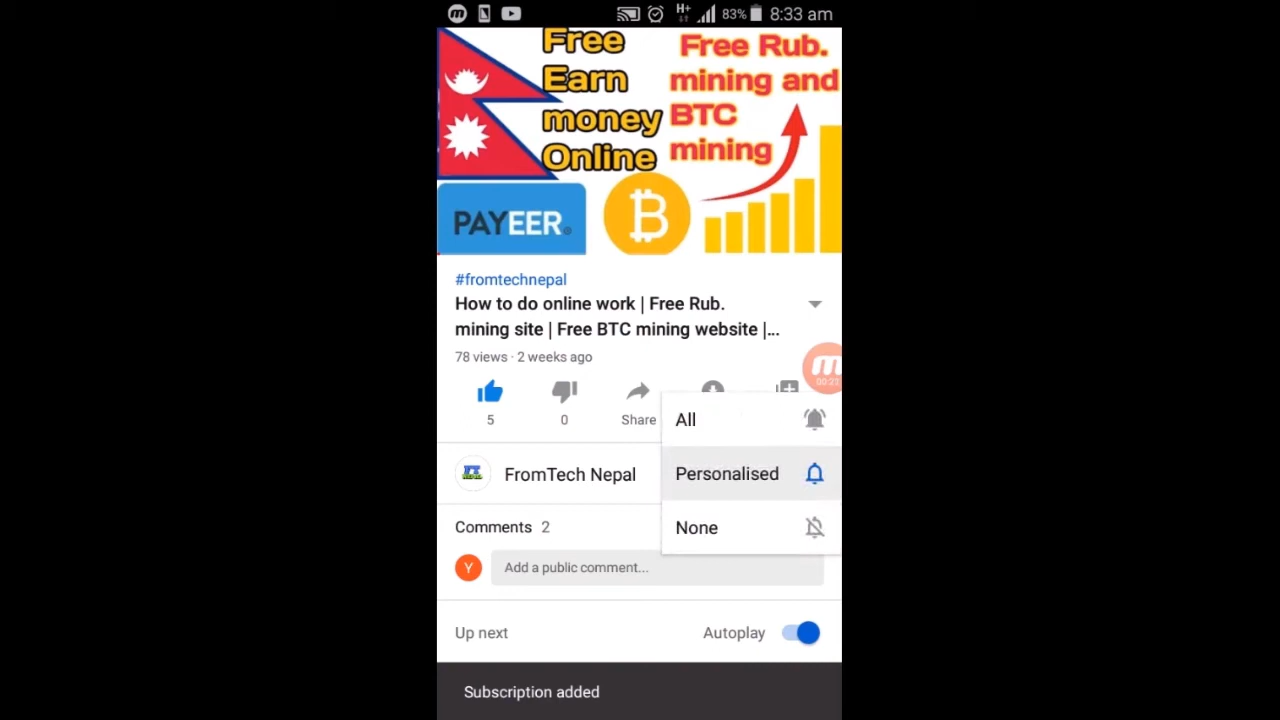 83% 8:33 am
Free
Earn
money
Online
Free Rub.
mining and
BTC
mining
PAYEER
#fromtechnepal
How to do online work | Free Rub.
mining site | Free BTC mining website |...
78 views · 2 weeks ago
00:23
5
0
Share
All
Personalised
None
FromTech Nepal
Comments 2
Y
Add a public comment...
Up next
Autoplay
Subscription added